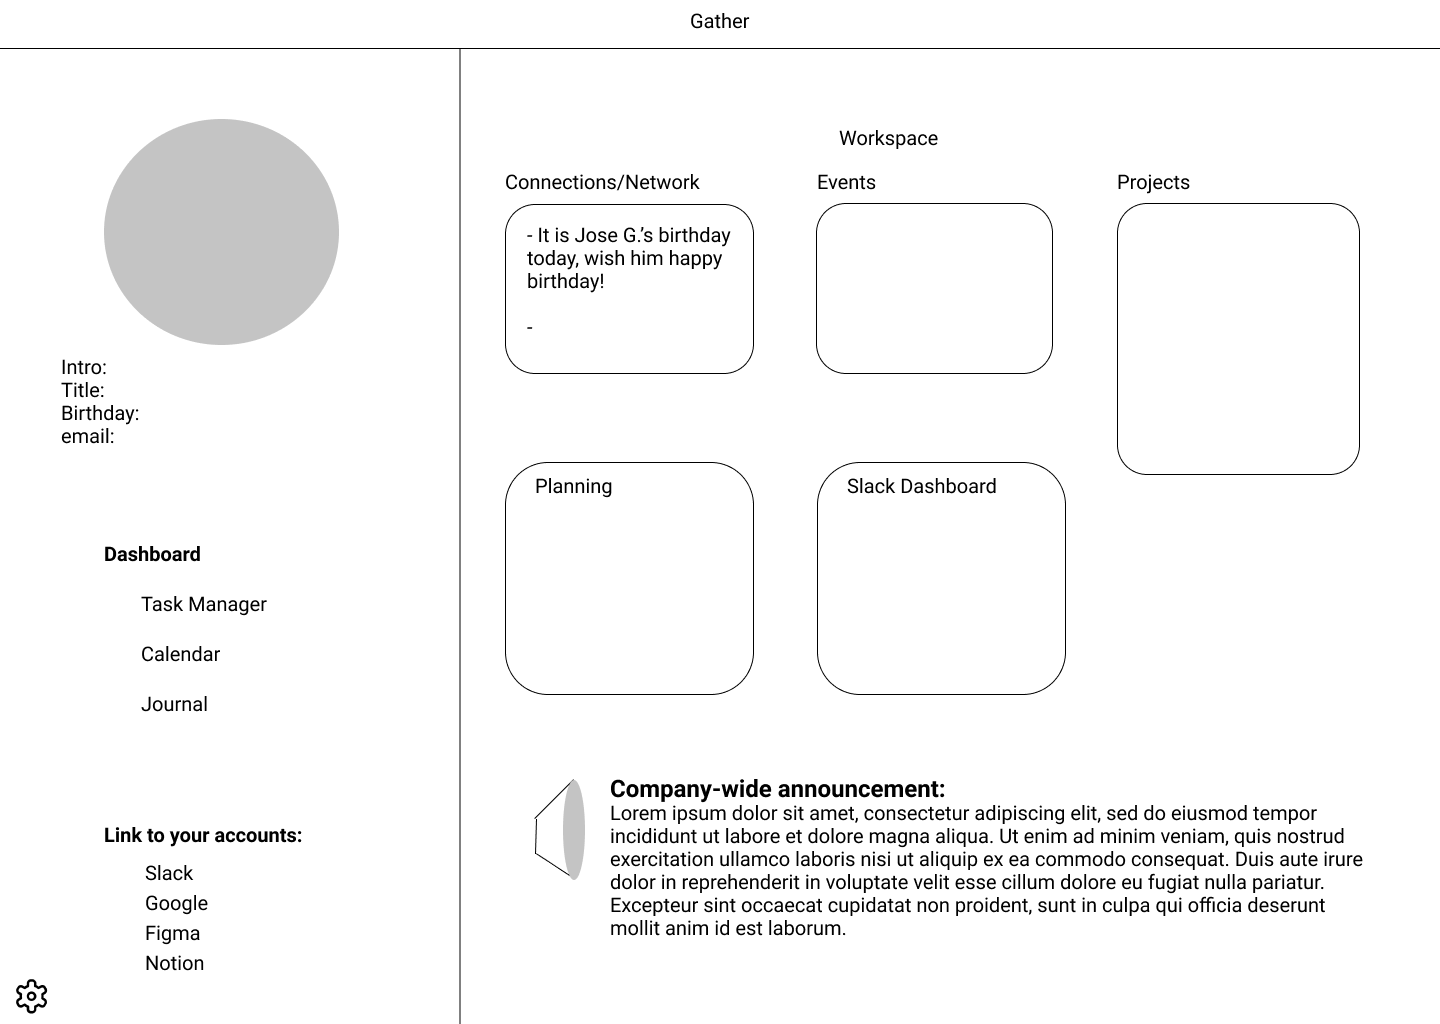 Gather
Intro:
Title:
Birthday:
email:
Dashboard
Task Manager
Calendar
Journal
Link to your accounts:
Slack
Google
Figma
Notion
Workspace
Connections/Network
- It is Jose G.’s birthday
today, wish him happy
birthday!
-
Events
Projects
Planning
Slack Dashboard
Company-wide announcement:
Lorem ipsum dolor sit amet, consectetur adipiscing elit, sed do eiusmod tempor
incididunt ut labore et dolore magna aliqua. Ut enim ad minim veniam, quis nostrud
exercitation ullamco laboris nisi ut aliquip ex ea commodo consequat. Duis aute irure
dolor in reprehenderit in voluptate velit esse cillum dolore eu fugiat nulla pariatur.
Excepteur sint occaecat cupidatat non proident, sunt in culpa qui officia deserunt
mollit anim id est laborum.